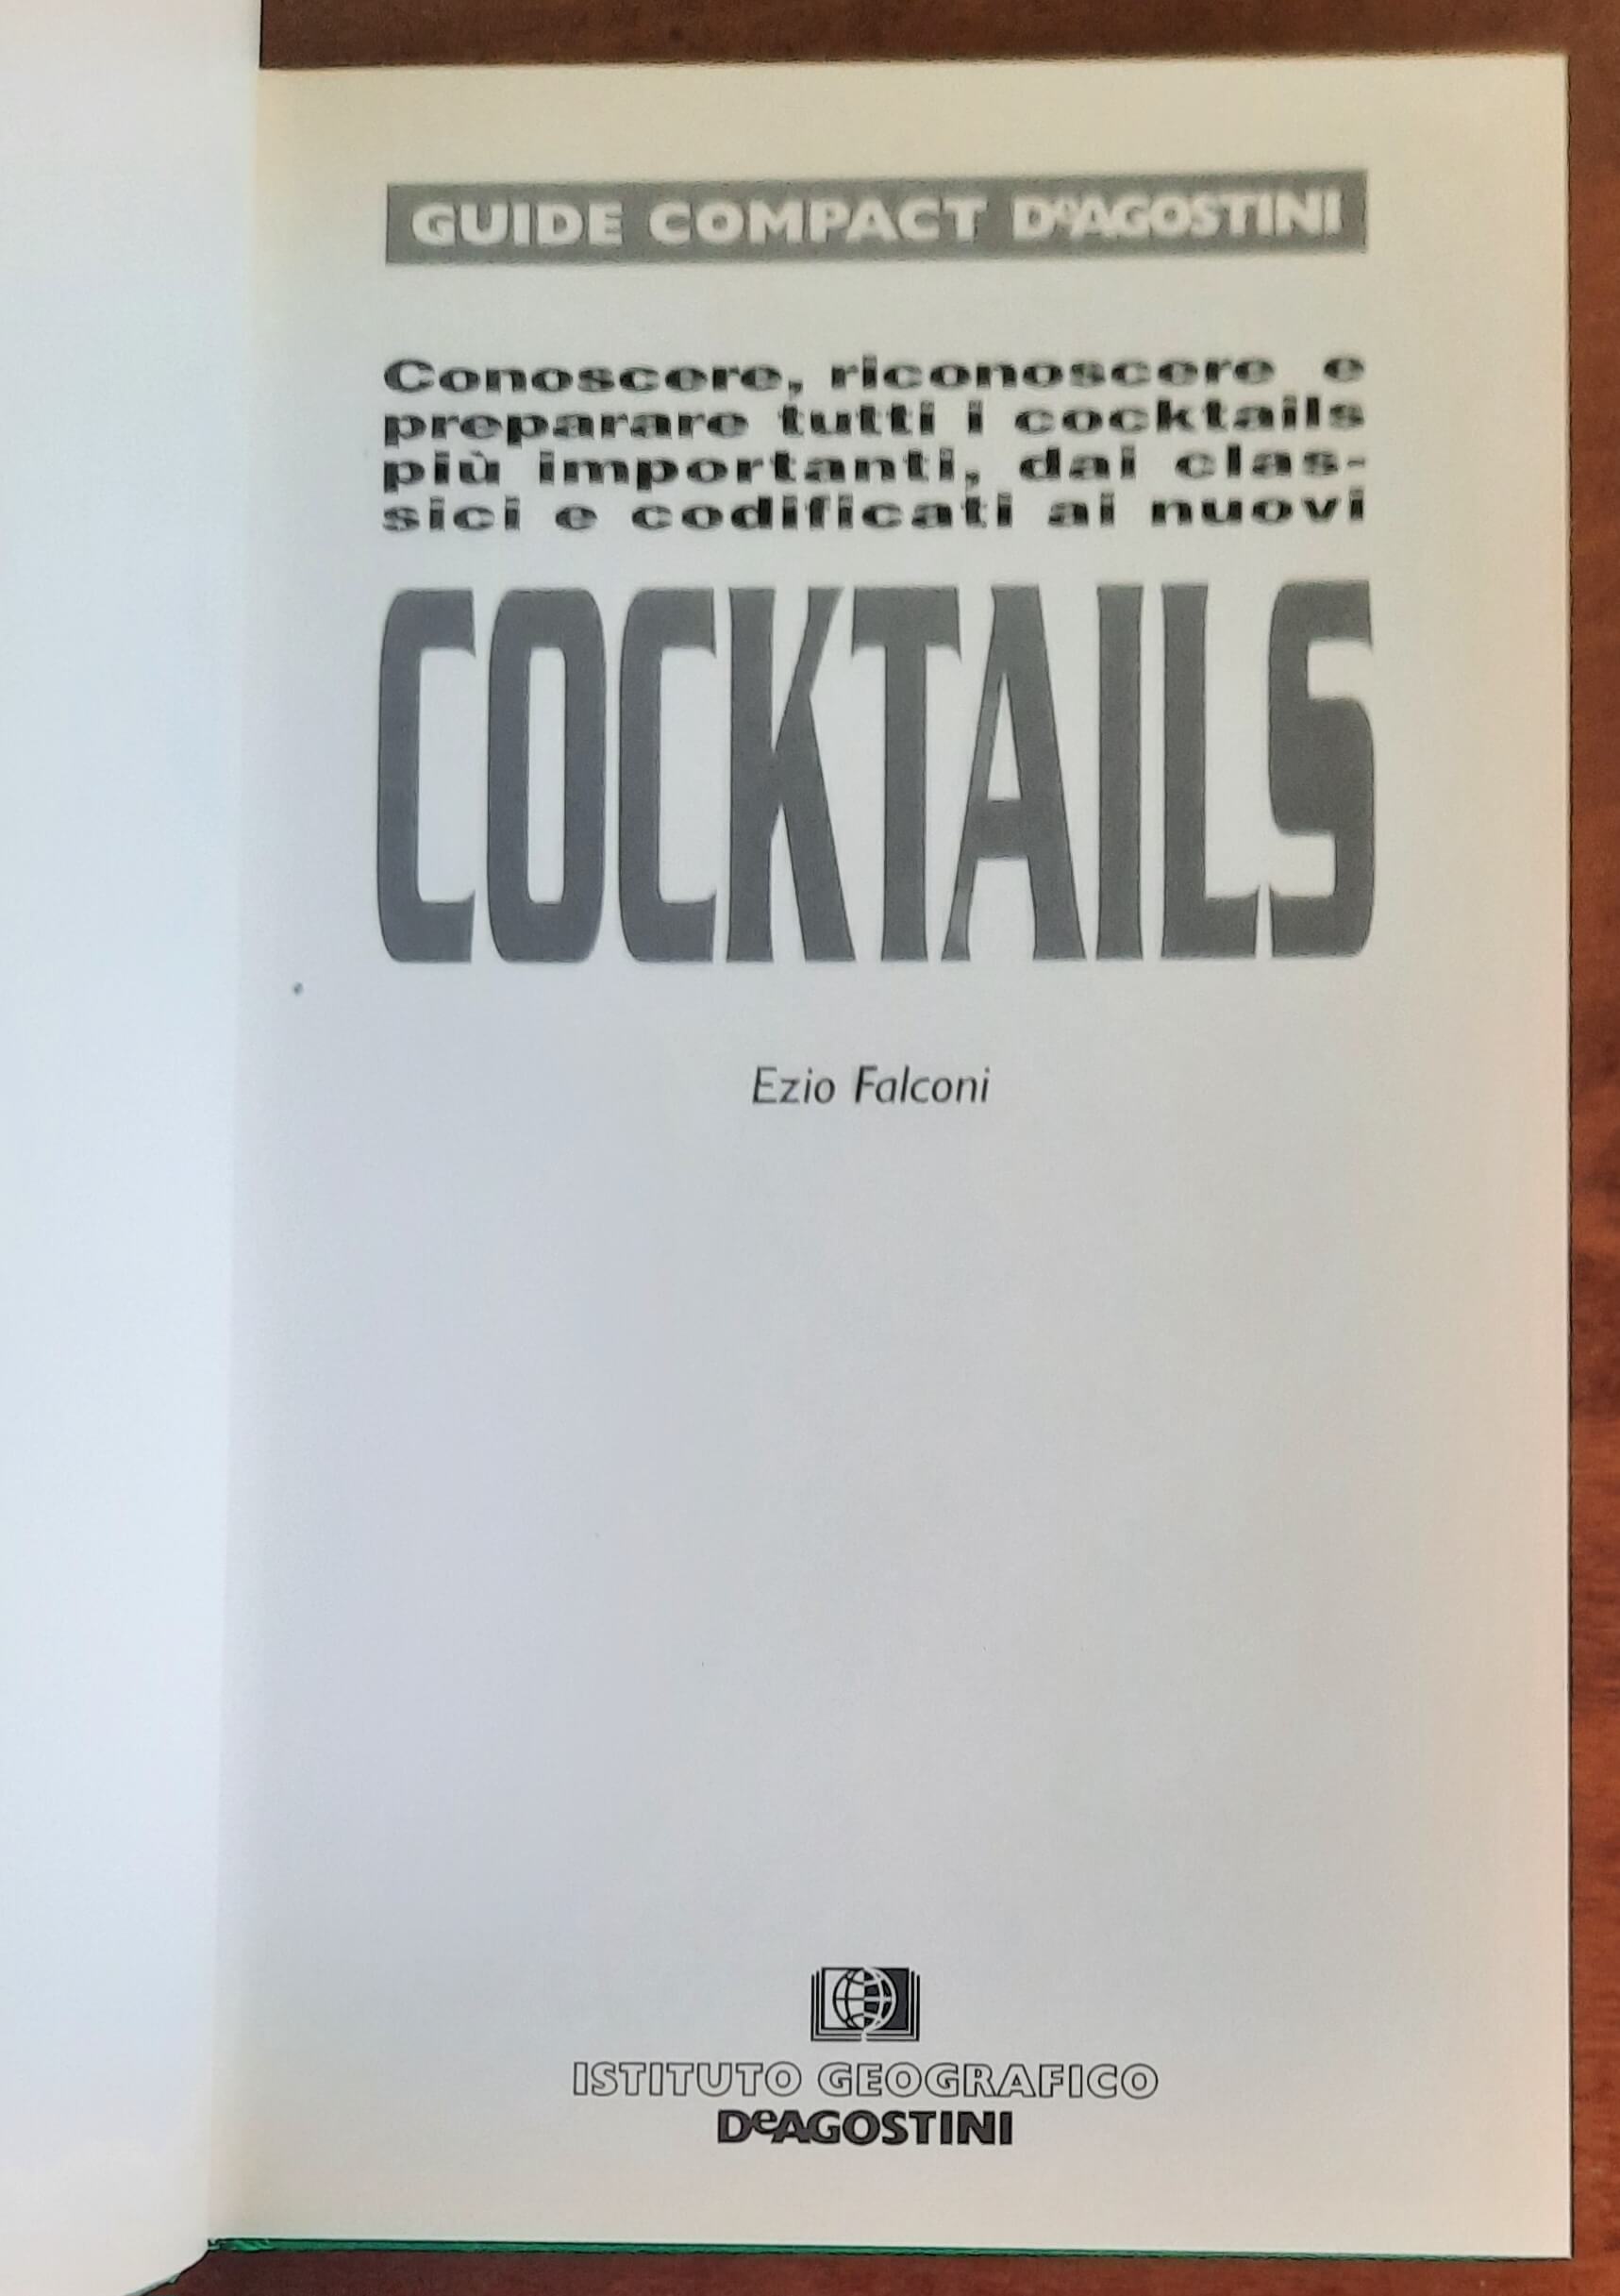 GUIDE COMPACT DeAGOSTINI
Conoscere, riconoscere e
preparare tutti i cocktails
più importanti, dai clas-
sici e codificati ai nuovi
COCKTAILS
Ezio Falconi
ISTITUTO GEOGRAFICO
DeAGOSTINI